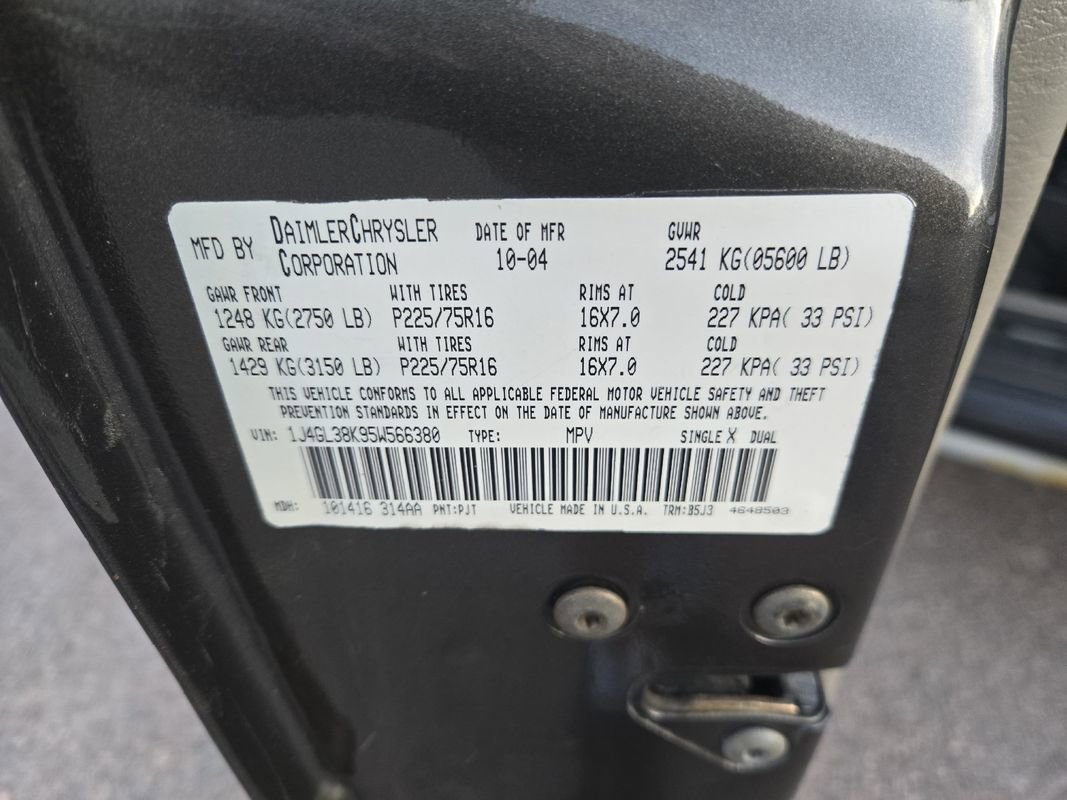 MFD BY DAIMLERCHRYSLER CORPORATION DATE OF MFR 10-04 GVWR 2541 KG(05600 LB)
GAWR FRONT WITH TIRES RIMS AT COLD
1248 KG(2750 LB) P225/75R16 16X7.0 227 KPA( 33 PSI)
GAWR REAR WITH TIRES RIMS AT COLD
1429 KG(3150 LB) P225/75R16 16X7.0 227 KPA( 33 PSI)
THIS VEHICLE CONFORMS TO ALL APPLICABLE FEDERAL MOTOR VEHICLE SAFETY AND THEFT
PREVENTION STANDARDS IN EFFECT ON THE DATE OF MANUFACTURE SHOWN ABOVE.
VIN: 1J4GL38K95W566380 TYPE: MPV SINGLE X DUAL
MDH: 101416 314AA PNT:PJT VEHICLE MADE IN U.S.A. TRM:B5J3 4648503